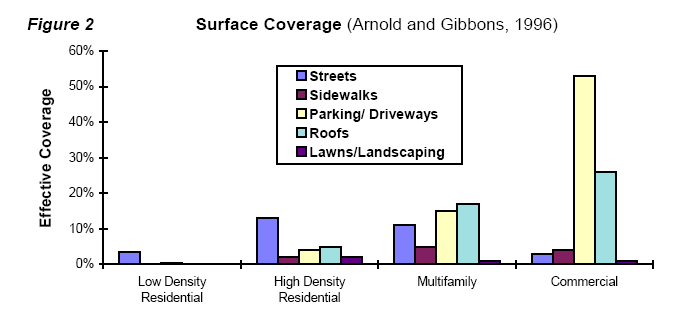 Figure 2
Surface Coverage (Arnold and Gibbons, 1996)
60%
50%
40%
30%
20%
10%
0%
Effective Coverage
Streets
Sidewalks
Parking/ Driveways
Roofs
Lawns/Landscaping
Low Density
Residential
High Density
Residential
Multifamily
Commercial